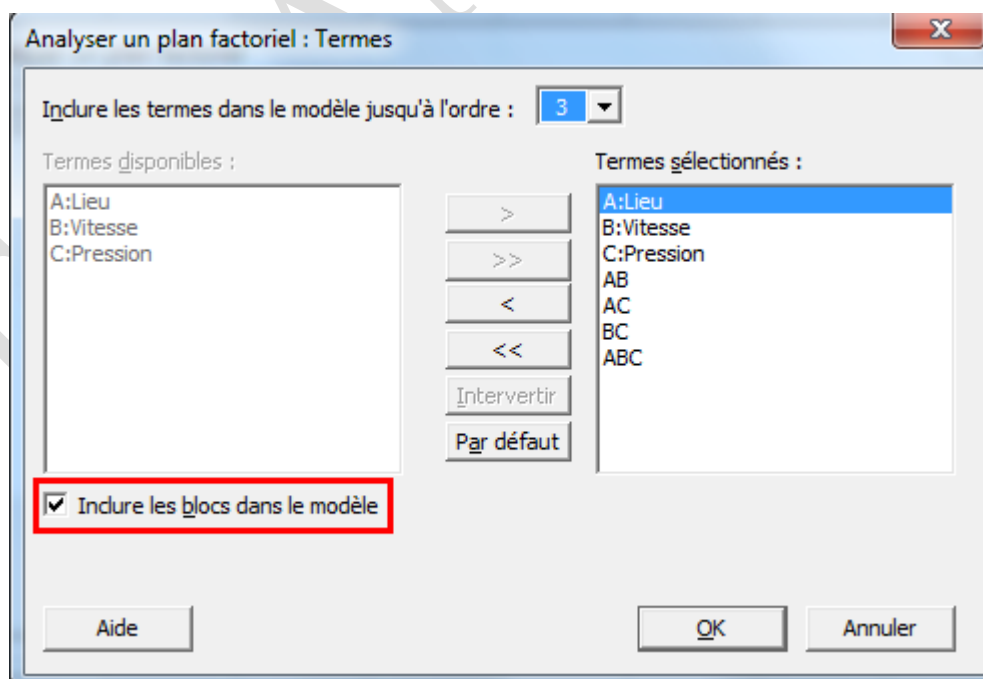 Analyser un plan factoriel : Termes
X
Inclure les termes dans le modèle jusqu'à l'ordre : 3
Termes disponibles :
A:Lieu
B:Vitesse
C:Pression
>
>>
<
<<
Intervertir
Par défaut
Termes sélectionnés :
A:Lieu
B:Vitesse
C:Pression
AB
AC
BC
ABC
Inclure les blocs dans le modèle
Aide
OK
Annuler